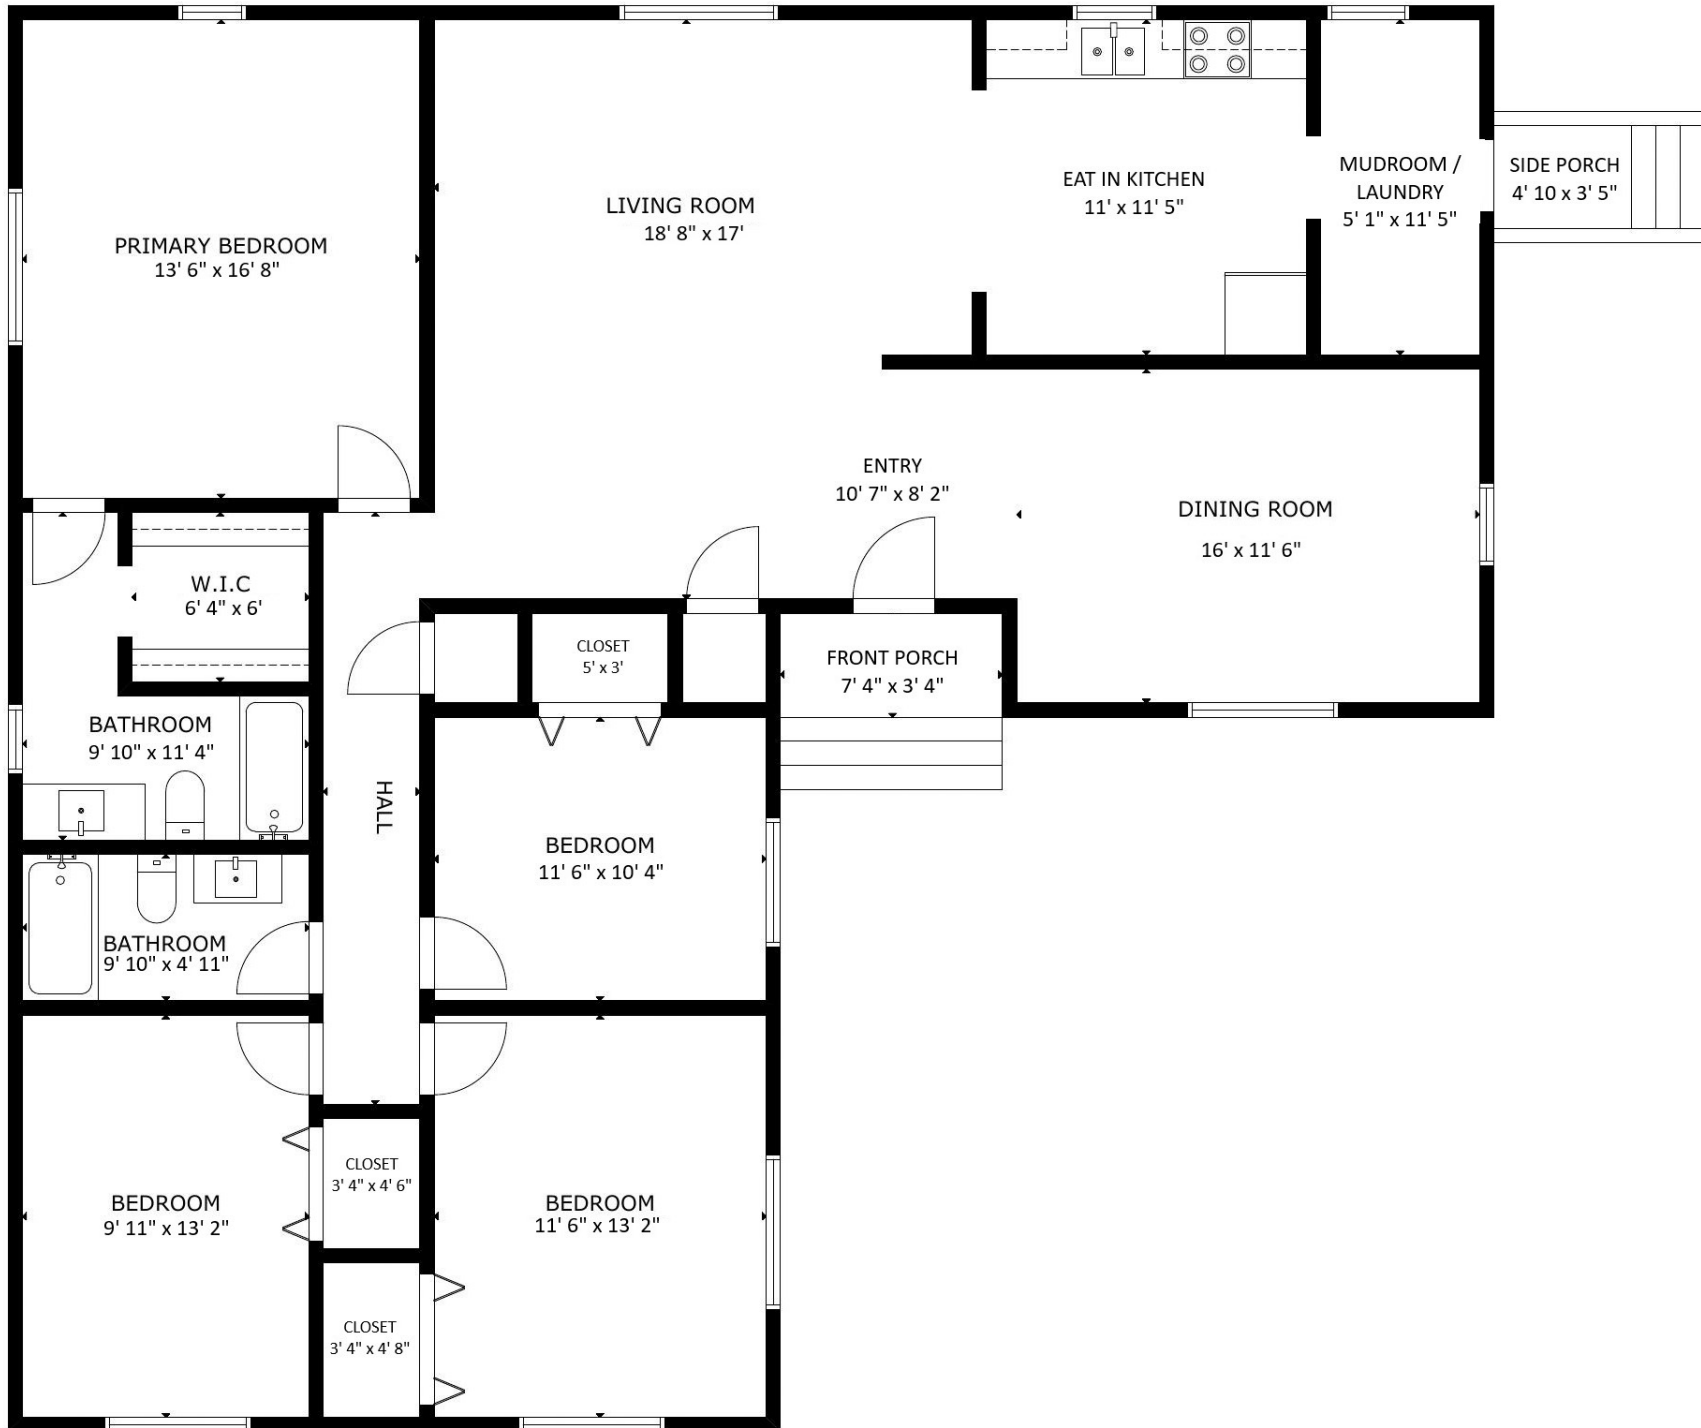 LIVING ROOM
18' 8" x 17'
EAT IN KITCHEN
11' x 11' 5"
MUDROOM /
LAUNDRY
5' 1" x 11' 5"
SIDE PORCH
4' 10 x 3' 5"
PRIMARY BEDROOM
13' 6" x 16' 8"
ENTRY
10' 7" x 8' 2"
DINING ROOM
16' x 11' 6"
W.I.C
6' 4" x 6'
CLOSET
5' x 3'
FRONT PORCH
7' 4" x 3' 4"
BATHROOM
9' 10" x 11' 4"
HALL
BEDROOM
11' 6" x 10' 4"
BATHROOM
9' 10" x 4' 11"
CLOSET
3' 4" x 4' 6"
BEDROOM
9' 11" x 13' 2"
BEDROOM
11' 6" x 13' 2"
CLOSET
3' 4" x 4' 8"